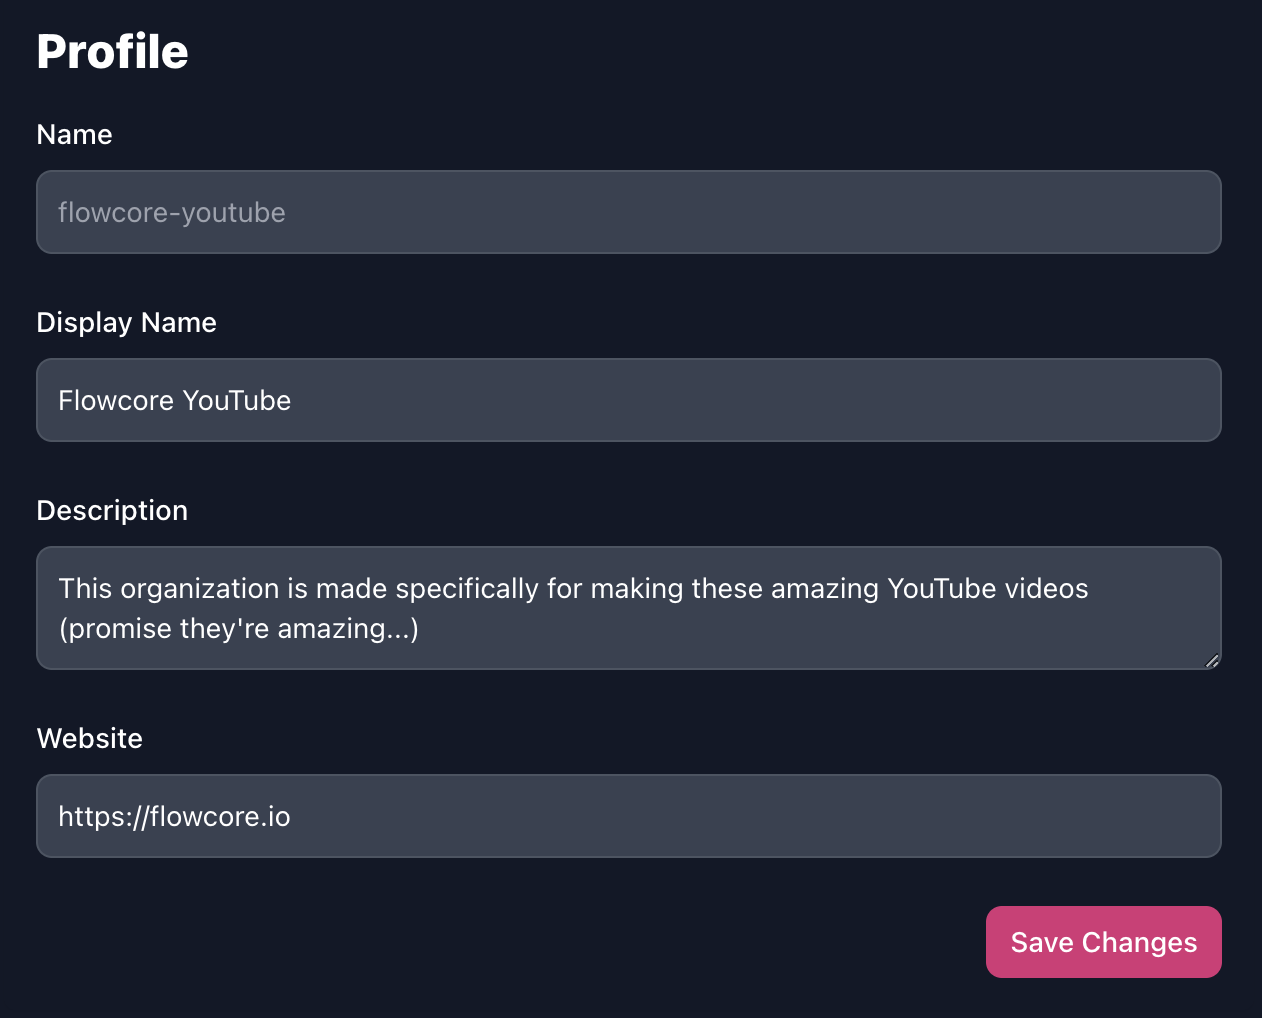 Profile
Name
flowcore-youtube
Display Name
Flowcore YouTube
Description
This organization is made specifically for making these amazing YouTube videos
(promise they're amazing...)
Website
https://flowcore.io
Save Changes